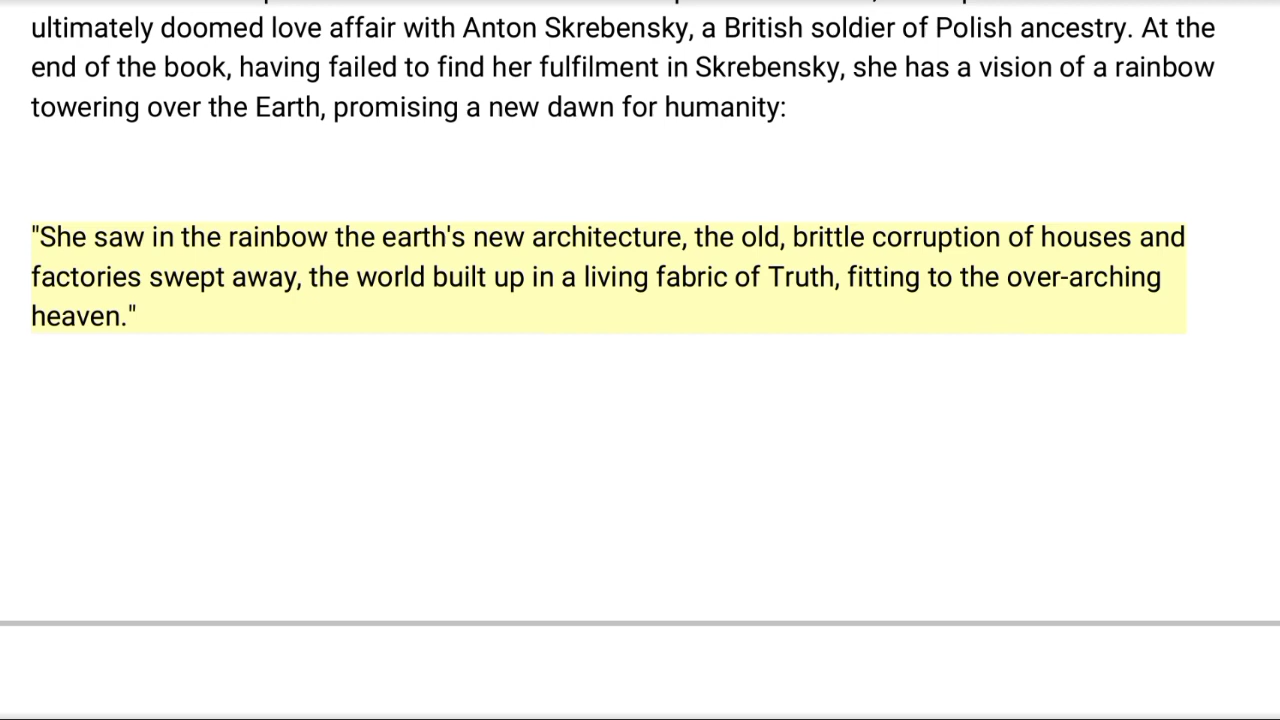 ultimately doomed love affair with Anton Skrebensky, a British soldier of Polish ancestry. At the
end of the book, having failed to find her fulfilment in Skrebensky, she has a vision of a rainbow
towering over the Earth, promising a new dawn for humanity:
"She saw in the rainbow the earth's new architecture, the old, brittle corruption of houses and
factories swept away, the world built up in a living fabric of Truth, fitting to the over-arching
heaven."